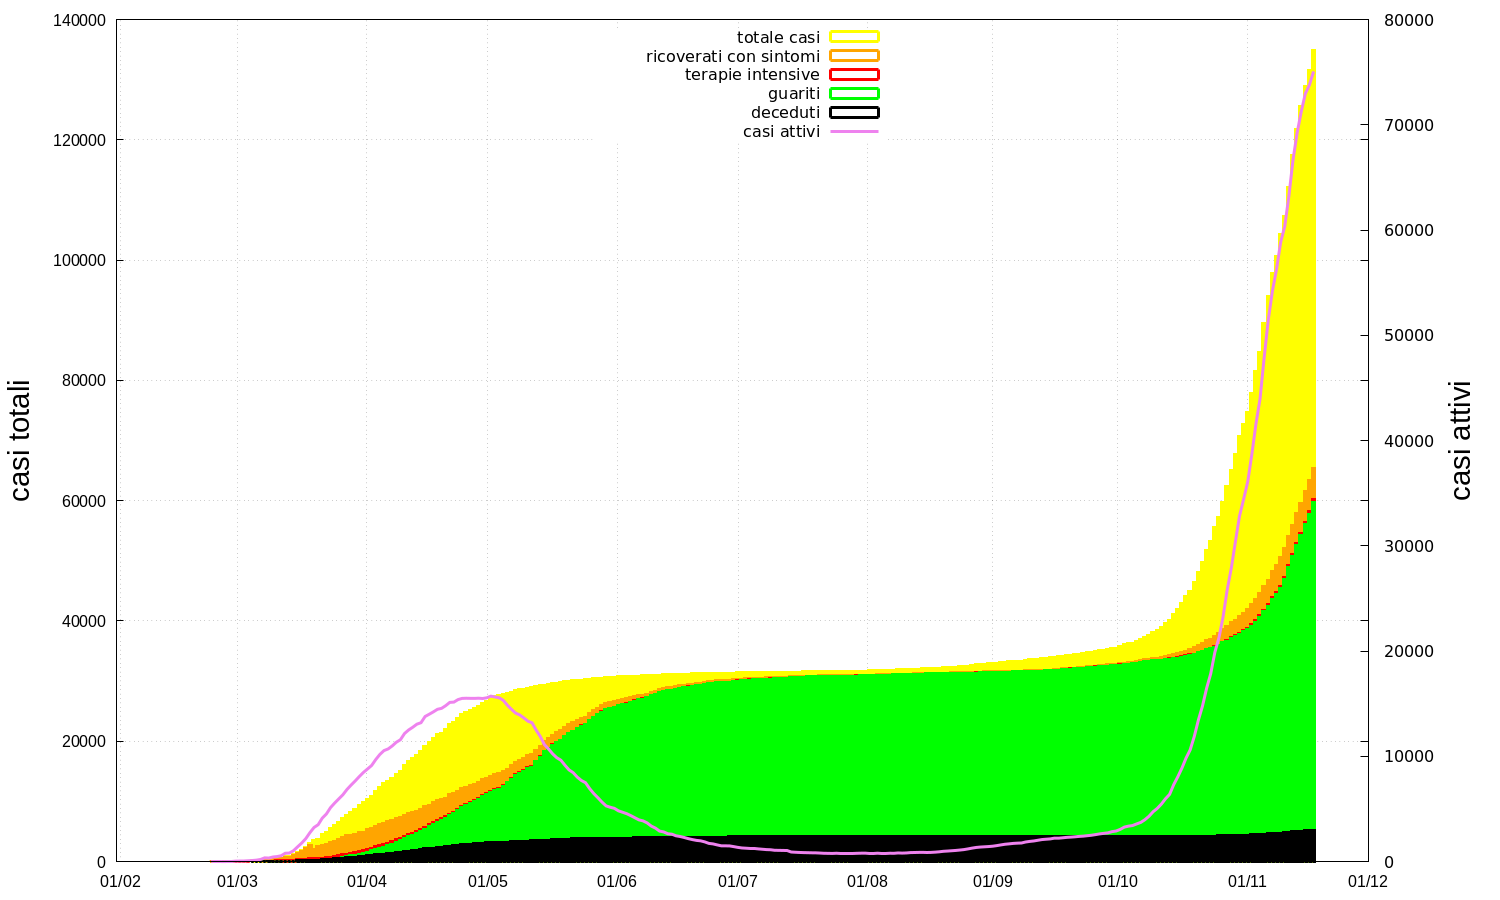 140000
120000
100000
80000
60000
40000
20000
0
casi totali
totale casi
ricoverati con sintomi
terapie intensive
guariti
deceduti
casi attivi
80000
70000
60000
50000
40000
30000
20000
10000
0
casi attivi
01/02 01/03 01/04 01/05 01/06 01/07 01/08 01/09 01/10 01/11 01/12